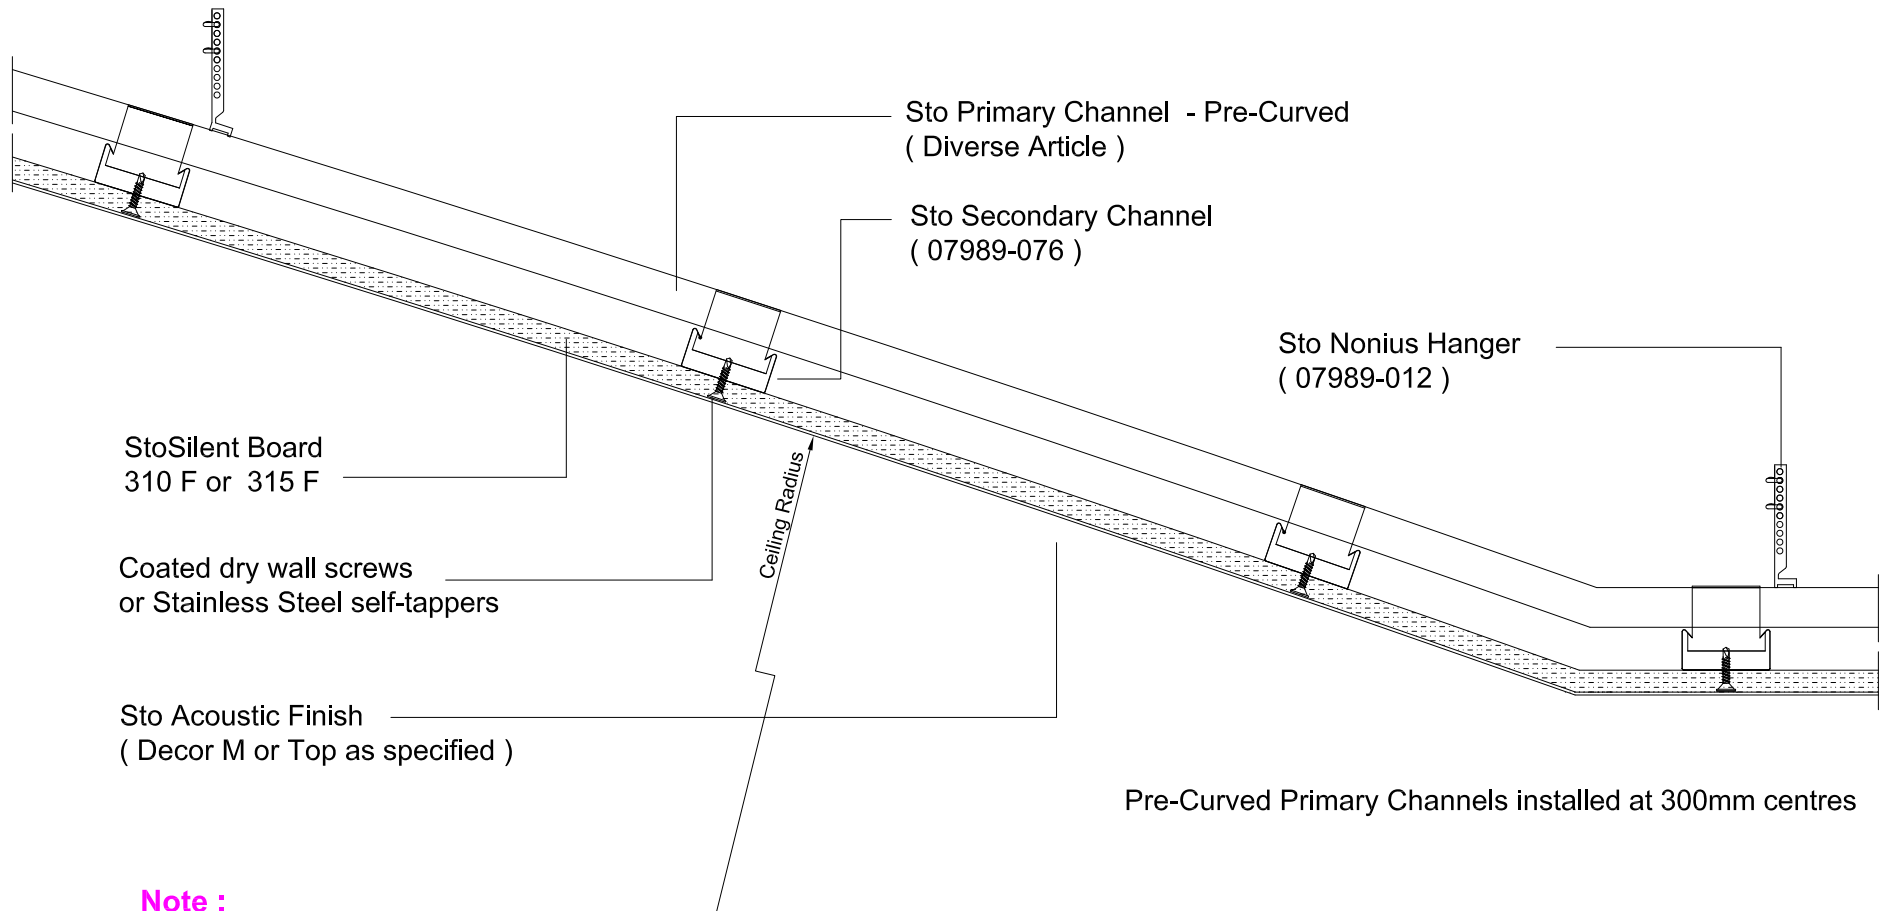 Sto Primary Channel - Pre-Curved
( Diverse Article )
Sto Secondary Channel
( 07989-076 )
Sto Nonius Hanger
( 07989-012 )
StoSilent Board
310 F or 315 F
Ceiling Radius
Coated dry wall screws
or Stainless Steel self-tappers
Sto Acoustic Finish
( Decor M or Top as specified )
Pre-Curved Primary Channels installed at 300mm centres
Note :